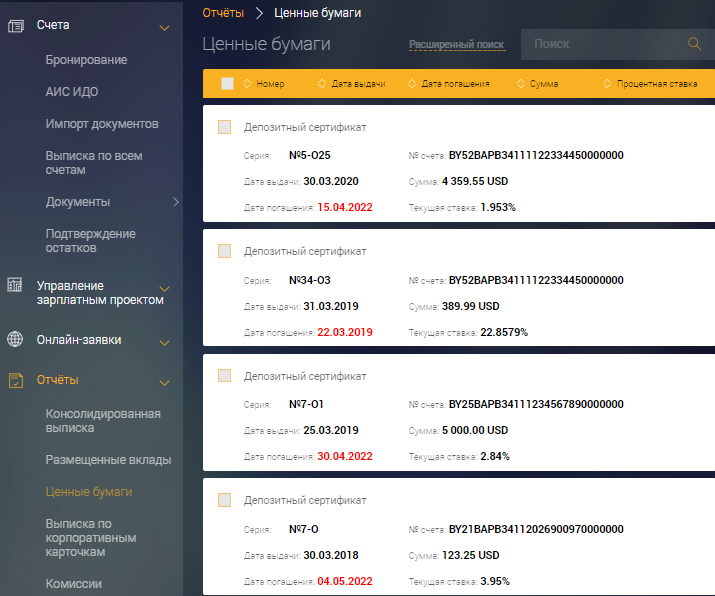 Счета
Бронирование
АИС ИДО
Импорт документов
Выписка по всем
счетам
Документы
Подтверждение
остатков
Управление
зарплатным проектом
Онлайн-заявки
Отчёты
Консолидированная
выписка
Размещенные вклады
Ценные бумаги
Выписка по
корпоративным
карточкам
Комиссии
Отчёты > Ценные бумаги
Ценные бумаги Расширенный поиск Поиск
Номер Дата выдачи Дата погашения Сумма Процентная ставка
Депозитный сертификат
Серия: №5-О25 № счета: BY52BAPB34111122334450000000
Дата выдачи: 30.03.2020 Сумма: 4 359.55 USD
Дата погашения: 15.04.2022 Текущая ставка: 1.953%
Депозитный сертификат
Серия: №34-О3 № счета: BY52BAPB34111122334450000000
Дата выдачи: 31.03.2019 Сумма: 389.99 USD
Дата погашения: 22.03.2019 Текущая ставка: 22.8579%
Депозитный сертификат
Серия: №7-О1 № счета: BY25BAPB34111234567890000000
Дата выдачи: 25.03.2019 Сумма: 5 000.00 USD
Дата погашения: 30.04.2022 Текущая ставка: 2.84%
Депозитный сертификат
Серия: №7-О № счета: BY21BAPB34112026900970000000
Дата выдачи: 30.03.2018 Сумма: 123.25 USD
Дата погашения: 04.05.2022 Текущая ставка: 3.95%